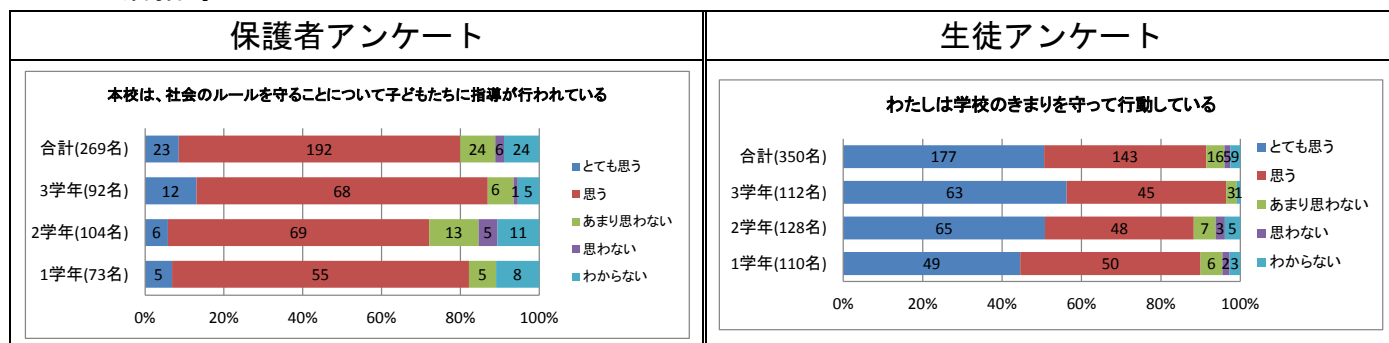 保護者アンケート
生徒アンケート
本校は、社会のルールを守ることについて子どもたちに指導が行われている
合計(269名) 23 192 24 6 24
3学年(92名) 12 68 6 1 5
2学年(104名) 6 69 13 5 11
1学年(73名) 5 55 5 8
0% 20% 40% 60% 80% 100%
とても思う
思う
あまり思わない
思わない
わからない
わたしは学校のきまりを守って行動している
合計(350名) 177 143 16 5 9
3学年(112名) 63 45 3 1
2学年(128名) 65 48 7 3 5
1学年(110名) 49 50 6 2 3
0% 20% 40% 60% 80% 100%
とても思う
思う
あまり思わない
思わない
わからない